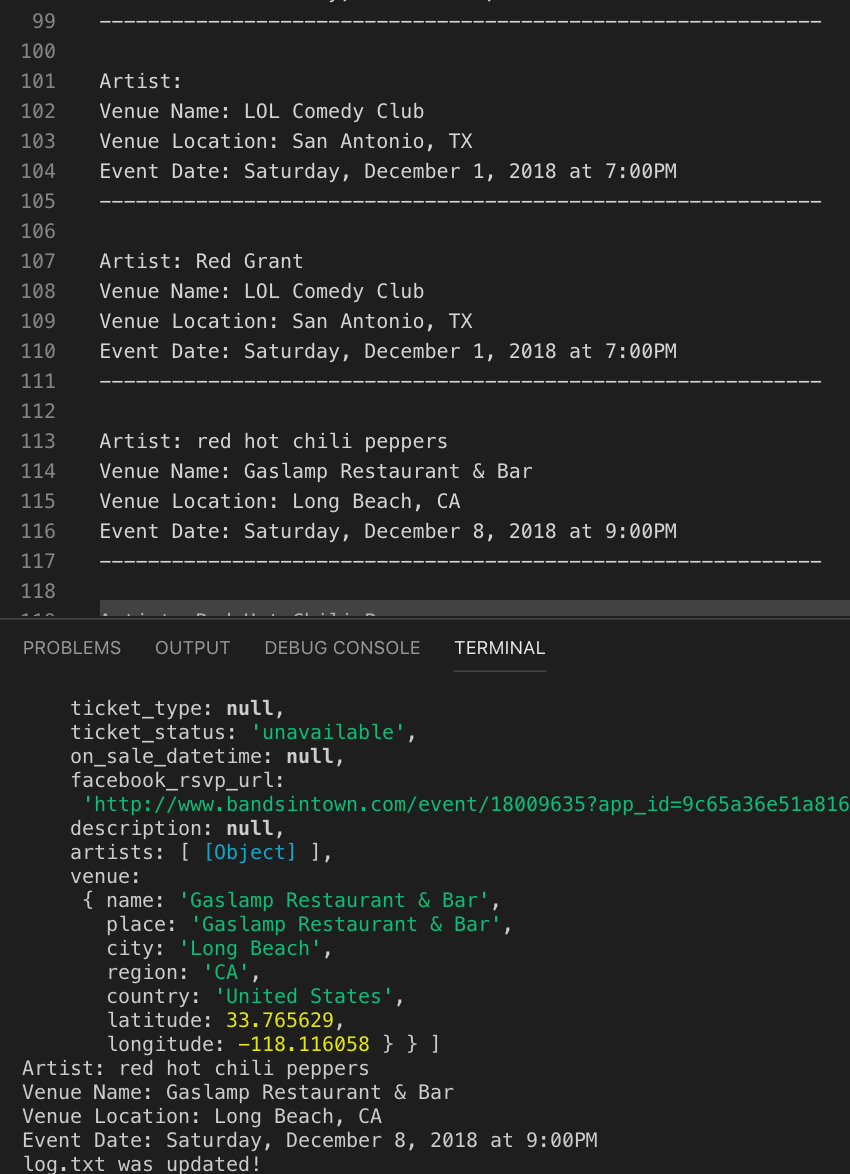 99 ------------------------------------------------------------
100
101 Artist:
102 Venue Name: LOL Comedy Club
103 Venue Location: San Antonio, TX
104 Event Date: Saturday, December 1, 2018 at 7:00PM
105 ------------------------------------------------------------
106
107 Artist: Red Grant
108 Venue Name: LOL Comedy Club
109 Venue Location: San Antonio, TX
110 Event Date: Saturday, December 1, 2018 at 7:00PM
111 ------------------------------------------------------------
112
113 Artist: red hot chili peppers
114 Venue Name: Gaslamp Restaurant & Bar
115 Venue Location: Long Beach, CA
116 Event Date: Saturday, December 8, 2018 at 9:00PM
117 ------------------------------------------------------------
118
PROBLEMS OUTPUT DEBUG CONSOLE TERMINAL
ticket_type: null,
ticket_status: 'unavailable',
on_sale_datetime: null,
facebook_rsvp_url:
'http://www.bandsintown.com/event/18009635?app_id=9c65a36e51a816
description: null,
artists: [ [Object] ],
venue:
{ name: 'Gaslamp Restaurant & Bar',
place: 'Gaslamp Restaurant & Bar',
city: 'Long Beach',
region: 'CA',
country: 'United States',
latitude: 33.765629,
longitude: -118.116058 } } ]
Artist: red hot chili peppers
Venue Name: Gaslamp Restaurant & Bar
Venue Location: Long Beach, CA
Event Date: Saturday, December 8, 2018 at 9:00PM
log.txt was updated!